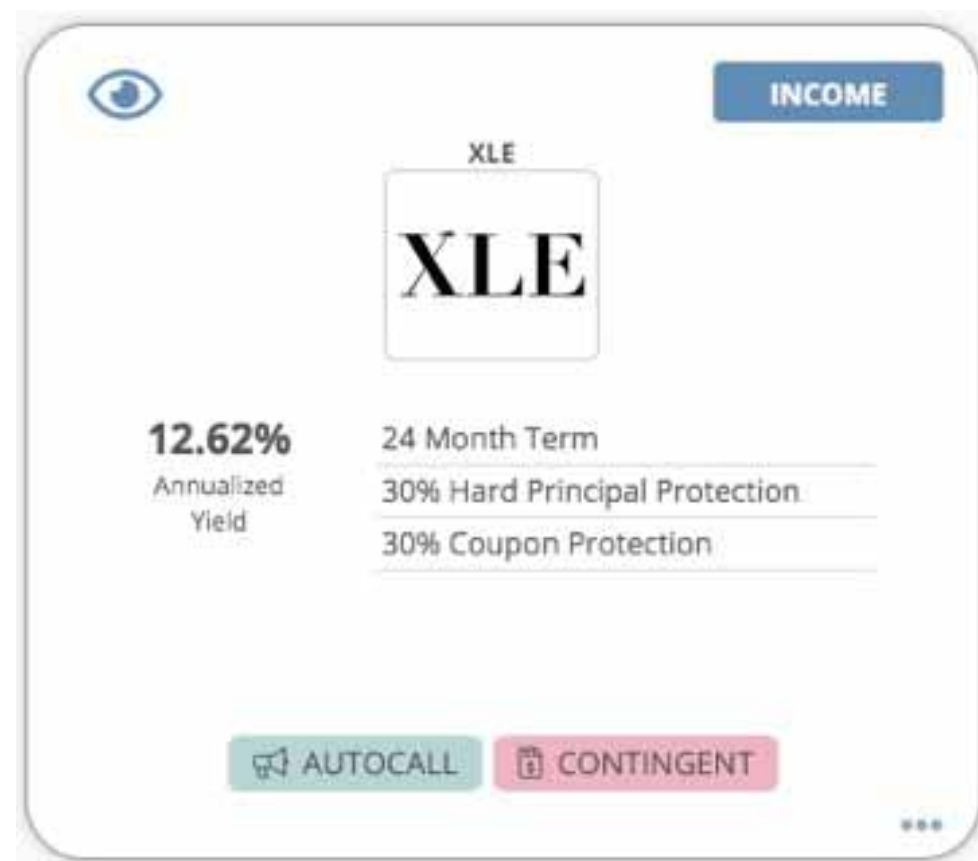 INCOME
XLE
XLE
12.62%
Annualized
Yield
24 Month Term
30% Hard Principal Protection
30% Coupon Protection
AUTOCALL
CONTINGENT